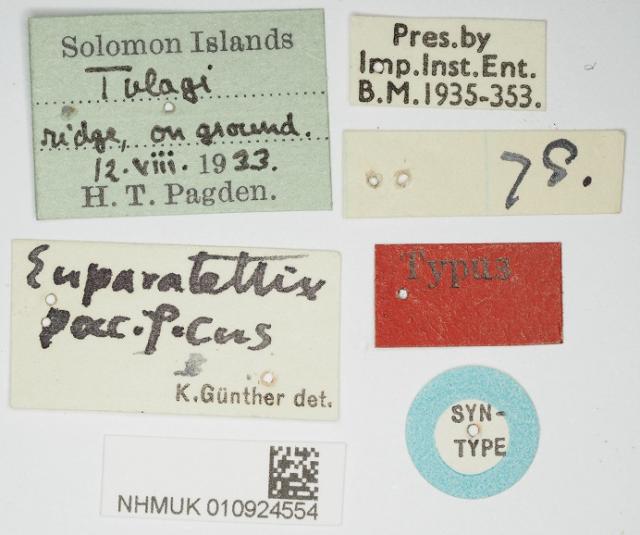 Solomon Islands
Tulagi
ridge, on ground.
12.viii.1933.
H. T. Pagden.
Pres.by
Imp.Inst.Ent.
B.M.1935-353.
78.
Euparatettix
pacificus
K.Günther det.
Typus
SYN-
TYPE
NHMUK 010924554